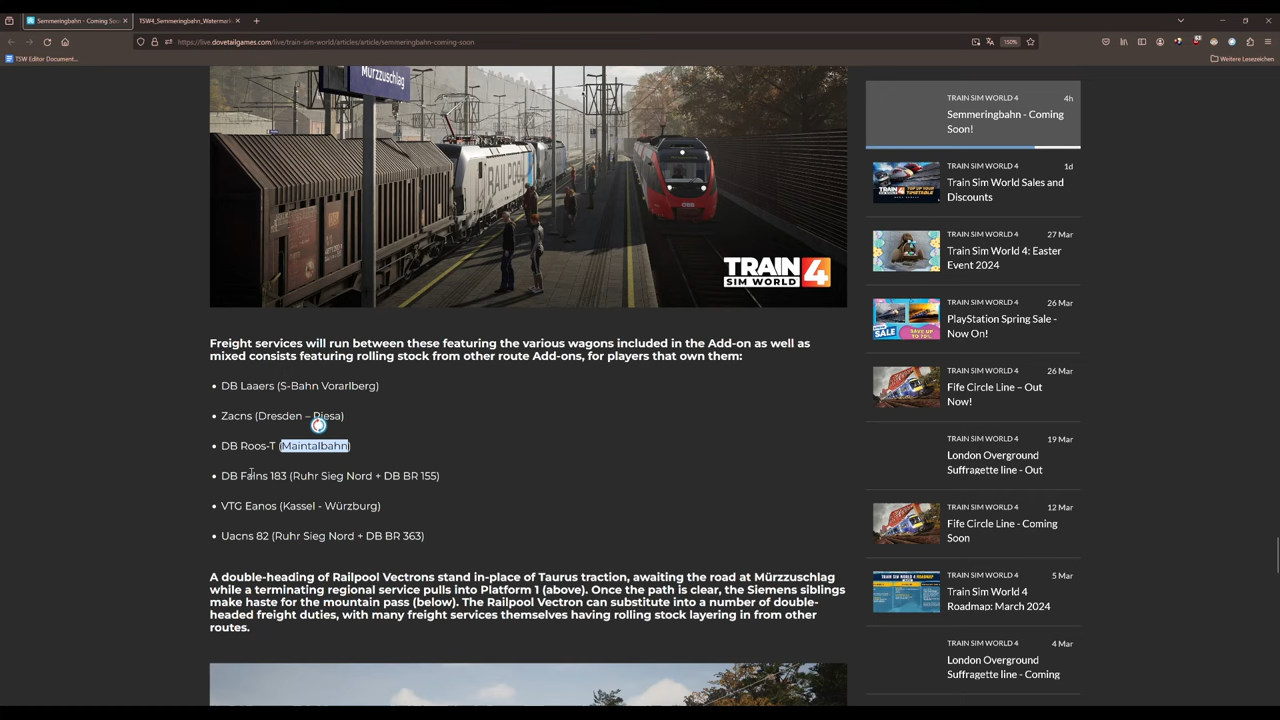 Semmeringbahn - Coming Soo
TSW4_Semmeringbahn_Watermark
https://live.dovetailgames.com/live/train-sim-world/articles/article/semmeringbahn-coming-soon
150%
TSW Editor Document...
Weitere Lesezeichen
Mürzzuschlag
RAILPOOL
ÖBB
TRAIN SIM WORLD 4
Freight services will run between these featuring the various wagons included in the Add-on as well as
mixed consists featuring rolling stock from other route Add-ons, for players that own them:
• DB Laaers (S-Bahn Vorarlberg)
• Zacns (Dresden – Riesa)
• DB Roos-T (Maintalbahn)
• DB Falns 183 (Ruhr Sieg Nord + DB BR 155)
• VTG Eanos (Kassel - Würzburg)
• Uacns 82 (Ruhr Sieg Nord + DB BR 363)
A double-heading of Railpool Vectrons stand in-place of Taurus traction, awaiting the road at Mürzzuschlag
while a terminating regional service pulls into Platform 1 (above). Once the path is clear, the Siemens siblings
make haste for the mountain pass (below). The Railpool Vectron can substitute into a number of double-
headed freight duties, with many freight services themselves having rolling stock layering in from other
routes.
TRAIN SIM WORLD 4 4h
Semmeringbahn - Coming
Soon!
TRAIN SIM WORLD 4 1d
Train Sim World Sales and
Discounts
TRAIN SIM WORLD 4 27 Mar
Train Sim World 4: Easter
Event 2024
TRAIN SIM WORLD 4 26 Mar
PlayStation Spring Sale -
Now On!
TRAIN SIM WORLD 4 26 Mar
Fife Circle Line – Out
Now!
TRAIN SIM WORLD 4 19 Mar
London Overground
Suffragette line - Out
TRAIN SIM WORLD 4 12 Mar
Fife Circle Line - Coming
Soon
TRAIN SIM WORLD 4 5 Mar
Train Sim World 4
Roadmap: March 2024
TRAIN SIM WORLD 4 4 Mar
London Overground
Suffragette line - Coming